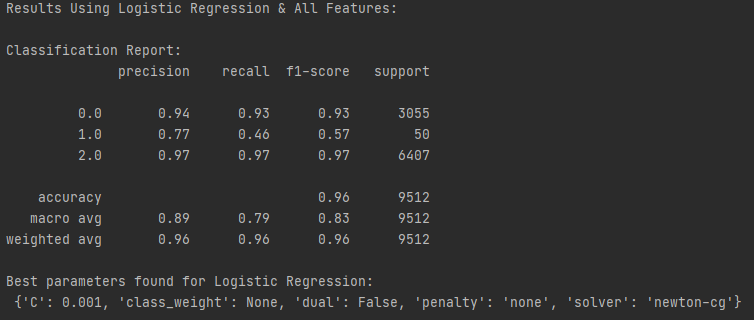 Results Using Logistic Regression & All Features:
Classification Report:
precision recall f1-score support
0.0 0.94 0.93 0.93 3055
1.0 0.77 0.46 0.57 50
2.0 0.97 0.97 0.97 6407
accuracy 0.96 9512
macro avg 0.89 0.79 0.83 9512
weighted avg 0.96 0.96 0.96 9512
Best parameters found for Logistic Regression:
{'C': 0.001, 'class_weight': None, 'dual': False, 'penalty': 'none', 'solver': 'newton-cg'}